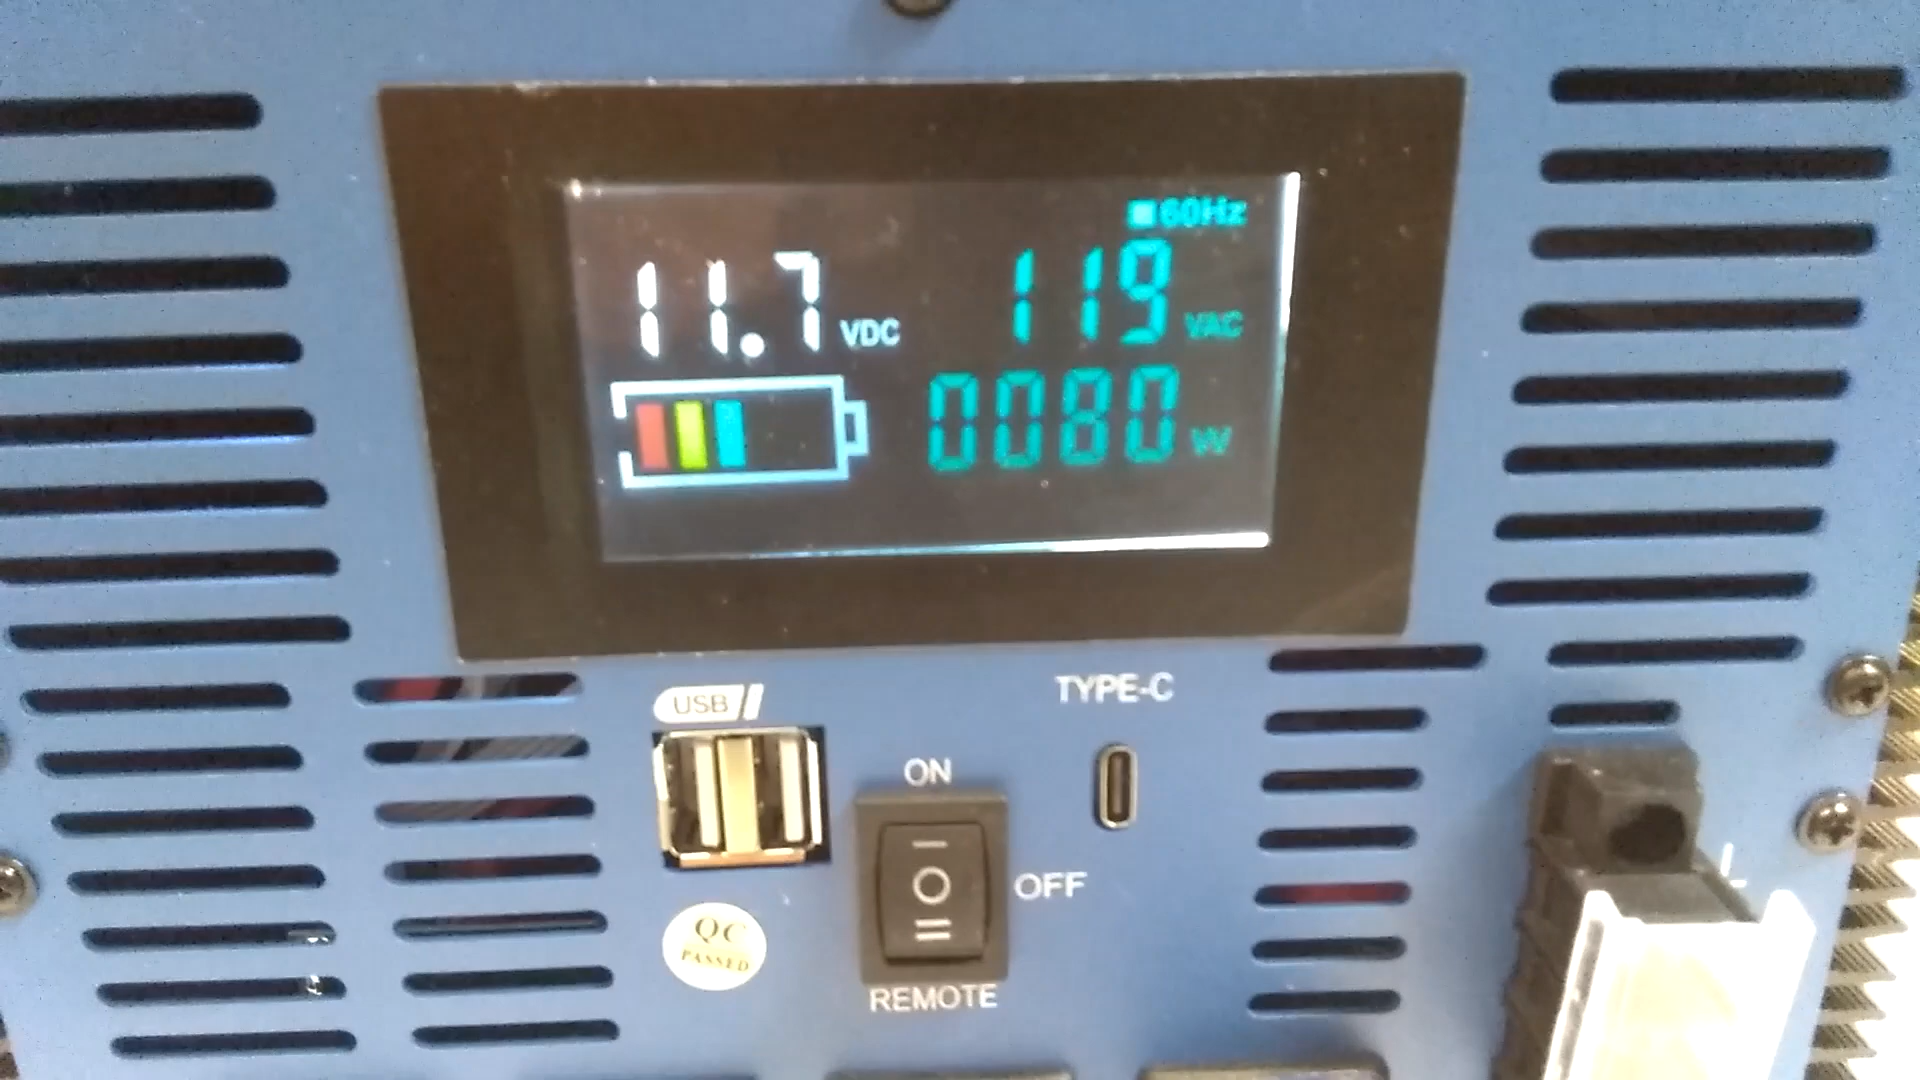 60Hz
11.7 VDC
119 VAC
0080 W
USB
TYPE-C
ON
OFF
REMOTE
QC
PASSED
L